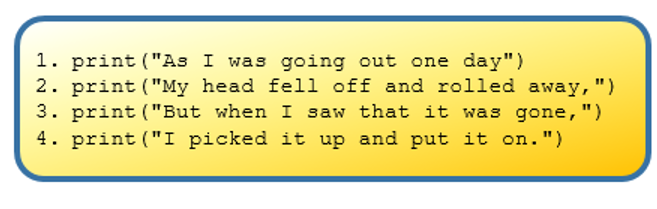 1. print("As I was going out one day")
2. print("My head fell off and rolled away,")
3. print("But when I saw that it was gone,")
4. print("I picked it up and put it on.")